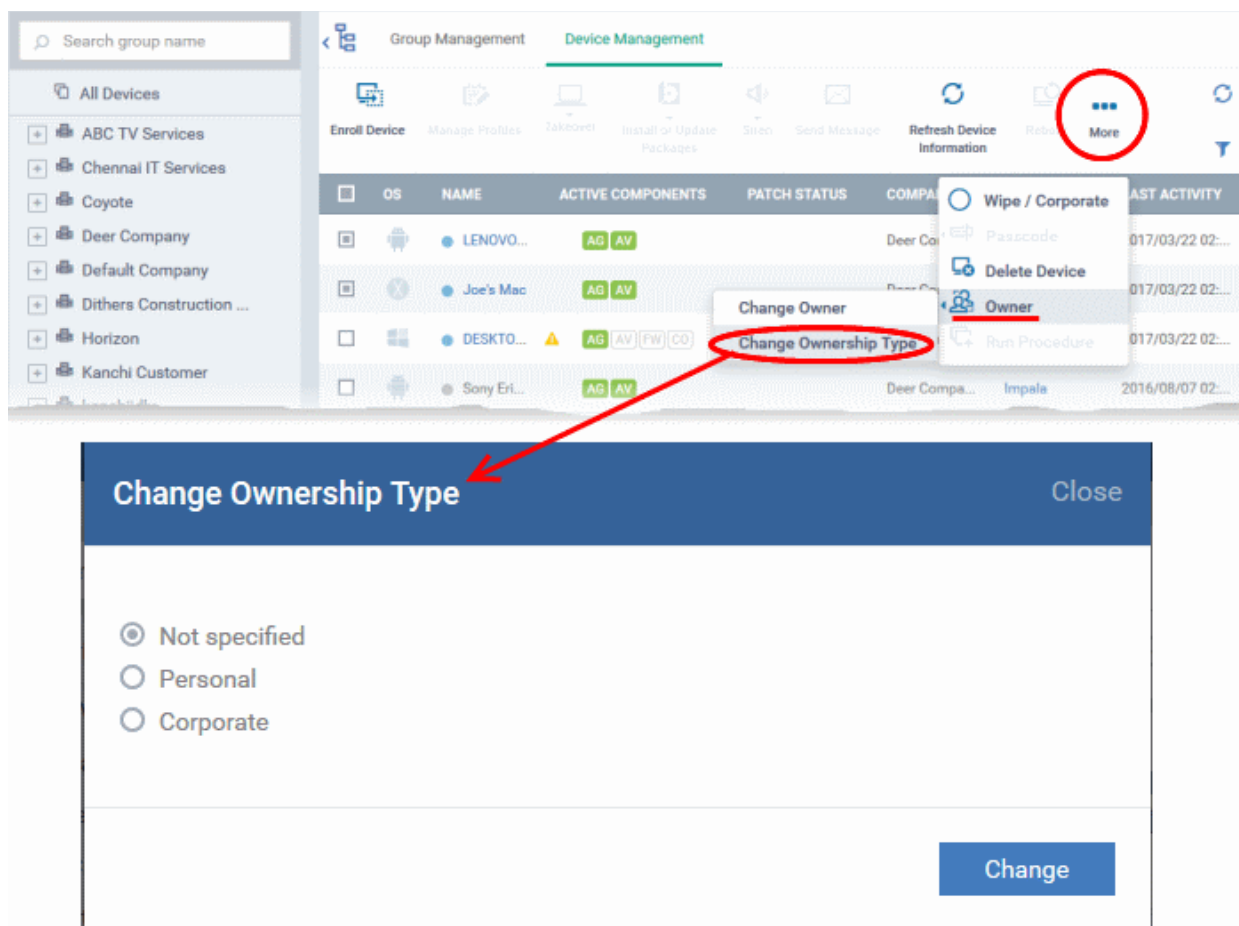 Search group name
Group Management
Device Management
All Devices
ABC TV Services
Chennai IT Services
Coyote
Deer Company
Default Company
Dithers Construction ...
Horizon
Kanchi Customer
Enroll Device
Manage Profiles
Takeover
Install or Update
Packages
Siren
Send Message
Refresh Device
Information
More
OS
NAME
ACTIVE COMPONENTS
PATCH STATUS
LENOVO...
AG AV
017/03/22 02:...
Joe's Mac
AG AV
017/03/22 02:...
DESKTO...
AG AV FW CO
017/03/22 02:...
Sony Eri...
AG AV
Deer Compa...
Impala
2016/08/07 02:...
Wipe / Corporate
Passcode
Delete Device
Owner
Run Procedure
Change Owner
Change Ownership Type
Change Ownership Type
Close
Not specified
Personal
Corporate
Change